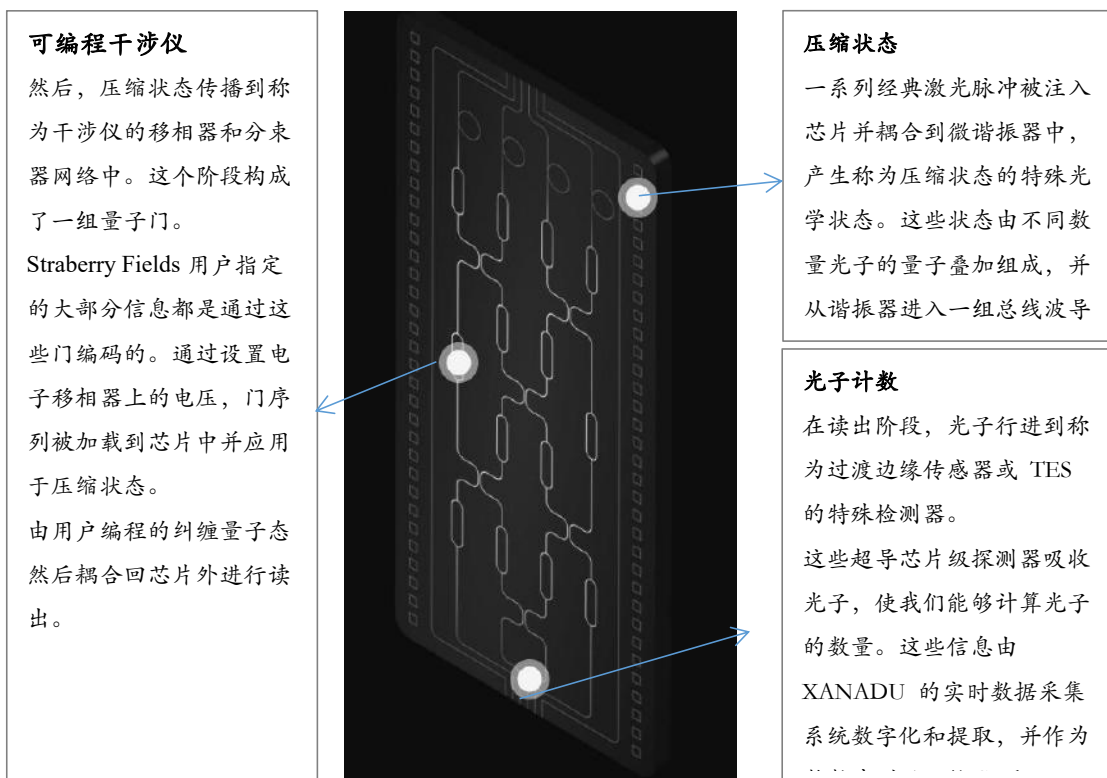 可编程干涉仪
然后，压缩状态传播到称
为干涉仪的移相器和分束
器网络中。这个阶段构成
了一组量子门。
Straberry Fields 用户指定
的大部分信息都是通过这
些门编码的。通过设置电
子移相器上的电压，门序
列被加载到芯片中并应用
于压缩状态。
由用户编程的纠缠量子态
然后耦合回芯片外进行读
出。
压缩状态
一系列经典激光脉冲被注入
芯片并耦合到微谐振器中，
产生称为压缩状态的特殊光
学状态。这些状态由不同数
量光子的量子叠加组成，并
从谐振器进入一组总线波导
光子计数
在读出阶段，光子行进到称
为过渡边缘传感器或 TES
的特殊检测器。
这些超导芯片级探测器吸收
光子，使我们能够计算光子
的数量。这些信息由
XANADU 的实时数据采集
系统数字化和提取，并作为